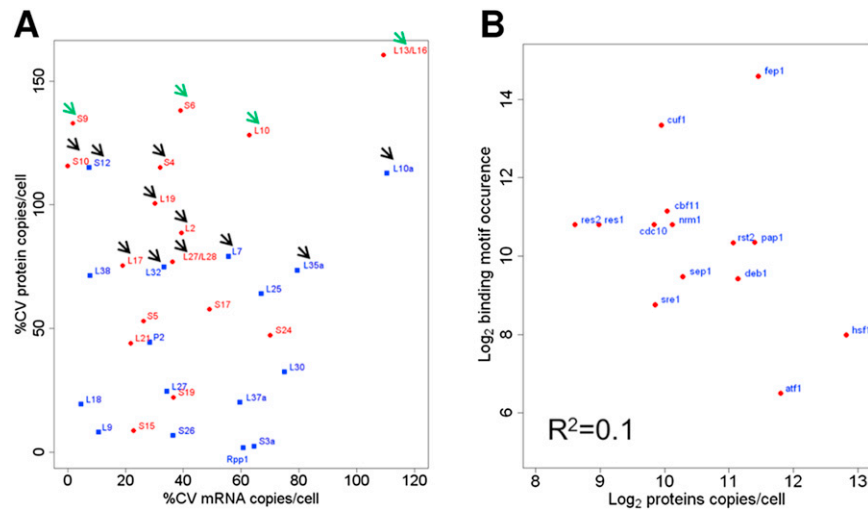 A
B
%CV protein copies/cell
150
100
50
0
L13/L16
S6
S9
L10
S10
S12
S4
L10a
L19
L2
L17
L32
L27/L28
L7
L35a
L38
L25
S5
S17
P2
L21
S24
L30
L18
L27
S19
L37a
L9
S15
S26
Rpp1
S3a
0 20 40 60 80 100 120
%CV mRNA copies/cell
Log2 binding motif occurence
14
12
10
8
6
fep1
cuf1
cbf11
res2 res1
cdc10
nrm1
rst2
pap1
sep1
deb1
sre1
hsf1
atf1
R2=0.1
8 9 10 11 12 13
Log2 proteins copies/cell